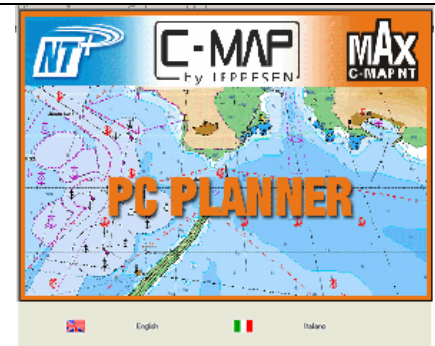 NT+
C-MAP
by JEPPESEN
MAX
C-MAP NT
PC PLANNER
English
Italiano